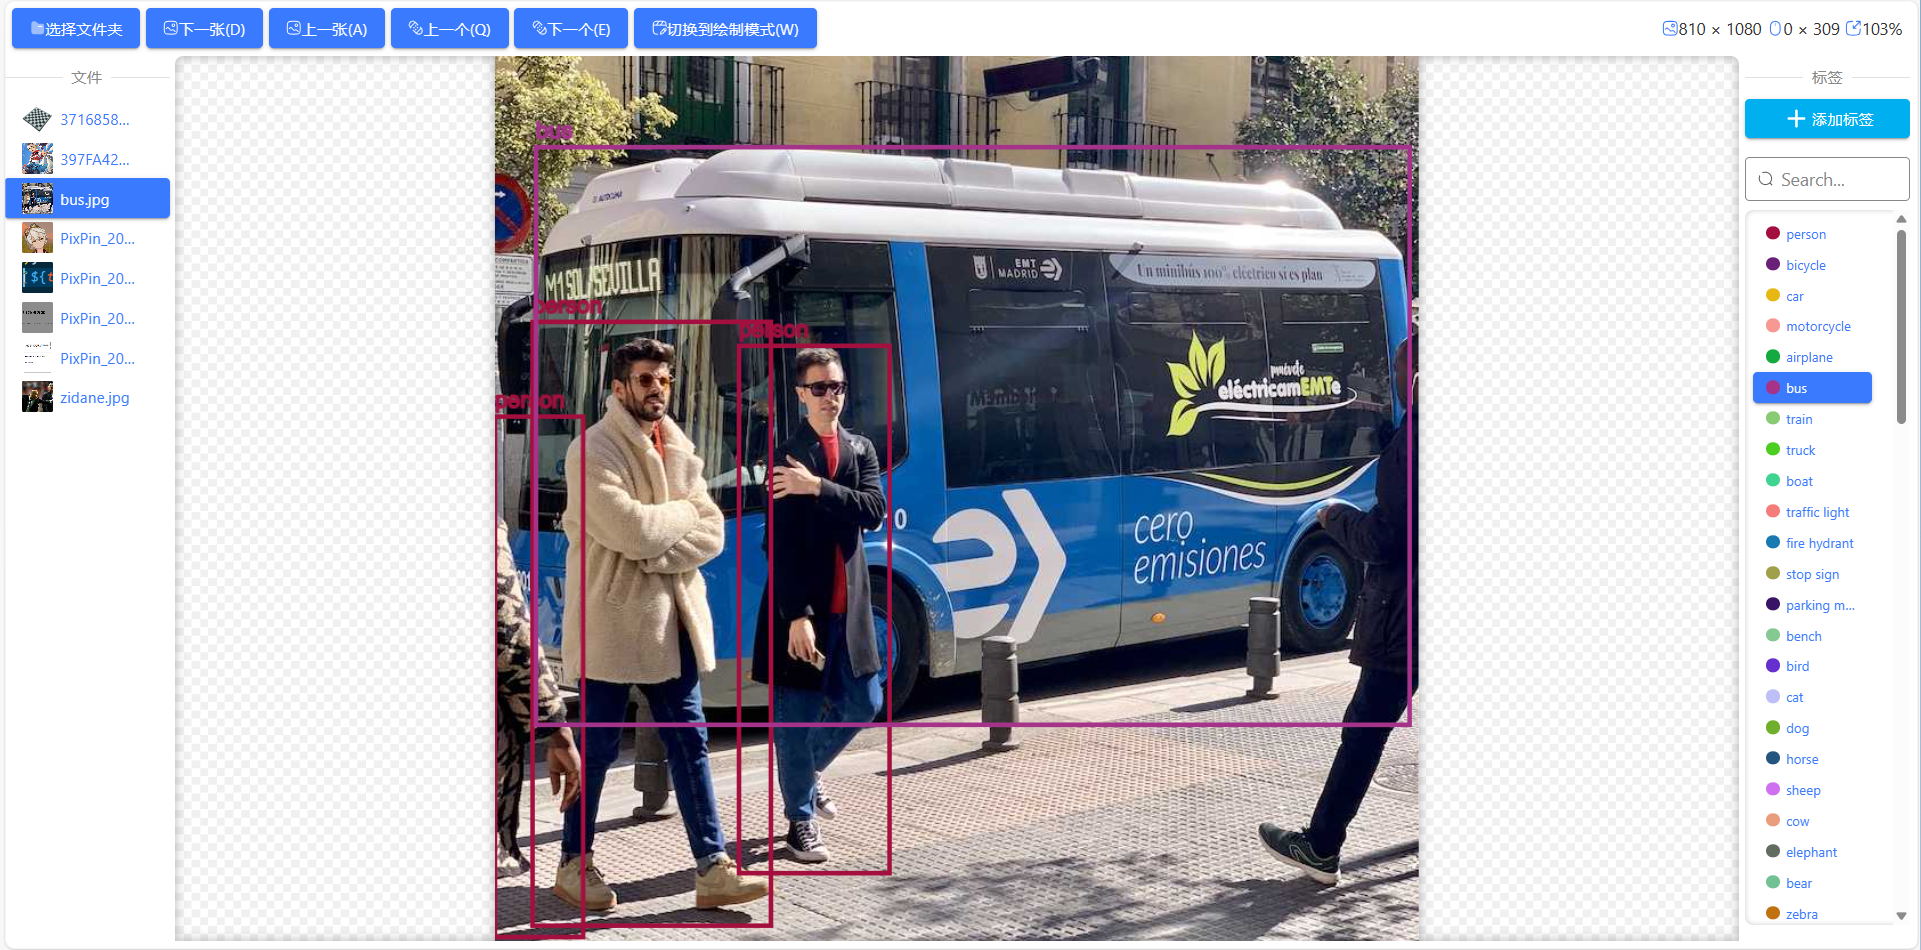 选择文件夹
下一张(D)
上一张(A)
上一个(Q)
下一个(E)
切换到绘制模式(W)
810 × 1080
0 × 309
103%
文件
3716858...
397FA42...
bus.jpg
PixPin_20...
PixPin_20...
PixPin_20...
PixPin_20...
zidane.jpg
bus
M1 SOL/SEVILLA
person
person
person
EMT
MADRID
Un minibús 100% eléctrico si es plan
muévete
eléctricamEMTe
cero
emisiones
标签
添加标签
Search...
person
bicycle
car
motorcycle
airplane
bus
train
truck
boat
traffic light
fire hydrant
stop sign
parking m...
bench
bird
cat
dog
horse
sheep
cow
elephant
bear
zebra